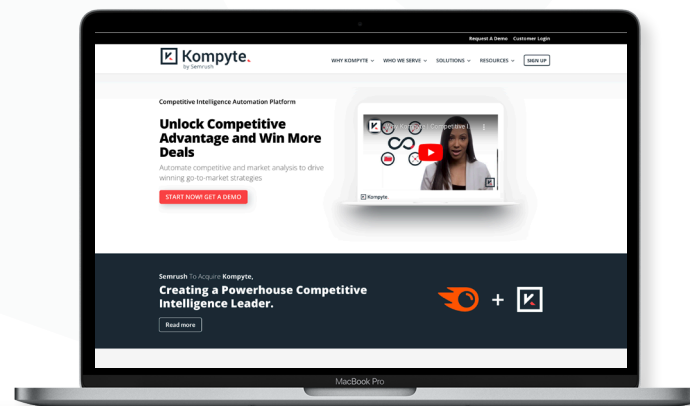 Request A Demo Customer Login
Kompyte.
by Semrush
WHY KOMPYTE WHO WE SERVE SOLUTIONS RESOURCES SIGN UP
Competitive Intelligence Automation Platform
Unlock Competitive
Advantage and Win More
Deals
Automate competitive and market analysis to drive
winning go-to-market strategies
START NOW! GET A DEMO
Why Kompyte - Competitive I...
Kompyte.
Semrush To Acquire Kompyte,
Creating a Powerhouse Competitive
Intelligence Leader.
Read more
MacBook Pro